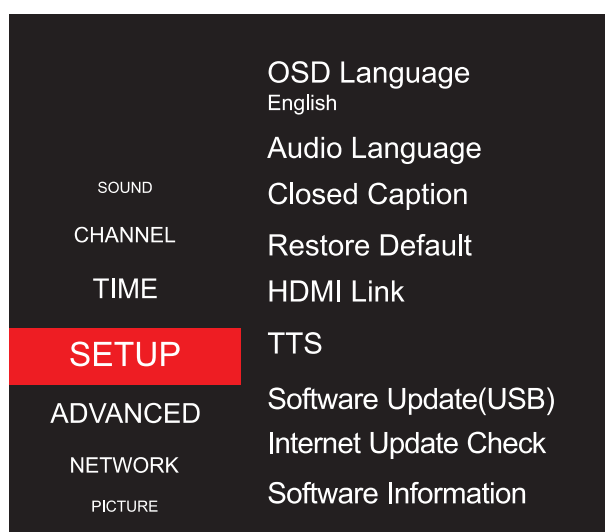 SOUND
CHANNEL
TIME
SETUP
ADVANCED
NETWORK
PICTURE
OSD Language
English
Audio Language
Closed Caption
Restore Default
HDMI Link
TTS
Software Update(USB)
Internet Update Check
Software Information